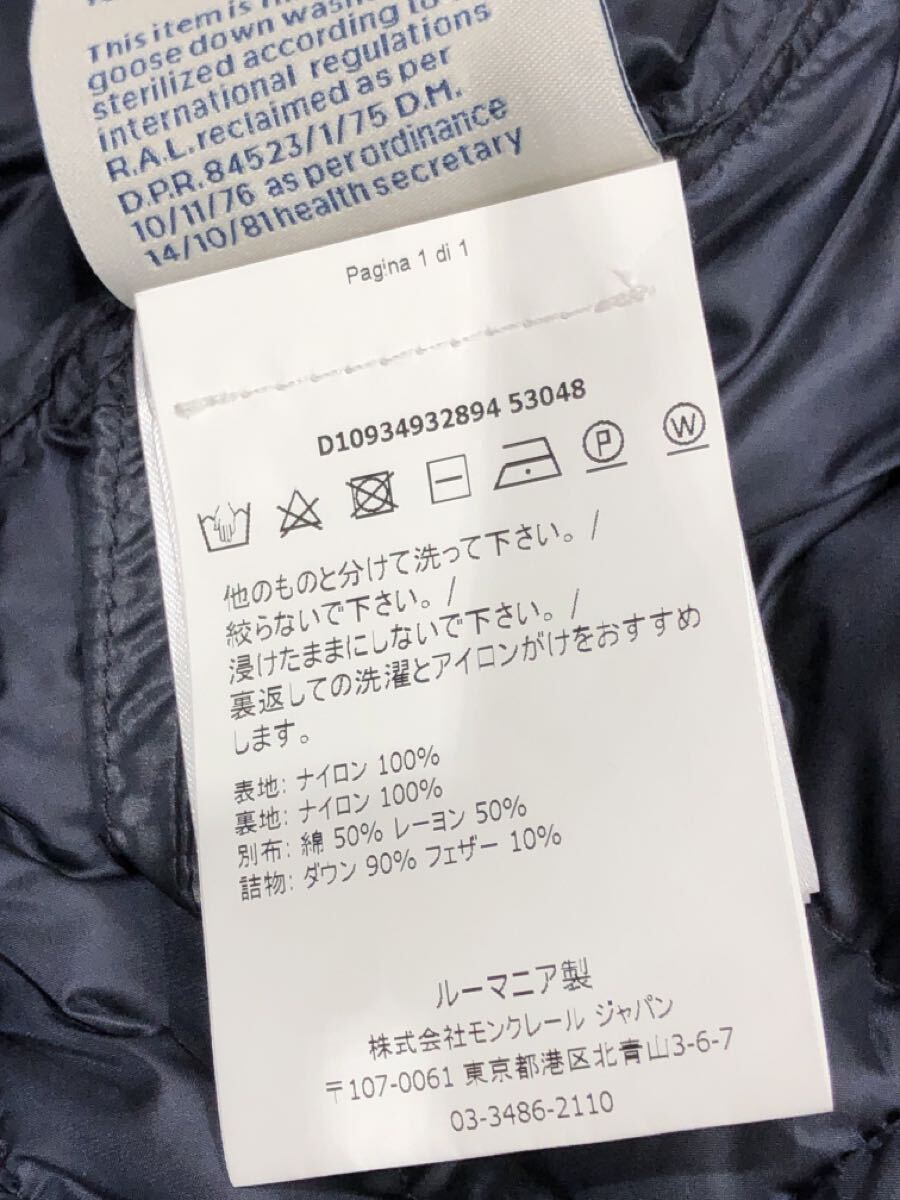 This item is
goose down
sterilized according to
international regulations
R.A.L. reclaimed as per
D.P.R. 84523/1/75 D.M.
10/11/76 as per ordinance
14/10/81 health secretary
Pagina 1 di 1
D10934932894 53048
P W
他のものと分けて洗って下さい。/
絞らないで下さい。/
浸けたままにしないで下さい。/
裏返しての洗濯とアイロンがけをおすすめ
します。
表地: ナイロン 100%
裏地: ナイロン 100%
別布: 綿 50% レーヨン 50%
詰物: ダウン 90% フェザー 10%
ルーマニア製
株式会社モンクレール ジャパン
〒107-0061 東京都港区北青山3-6-7
03-3486-2110